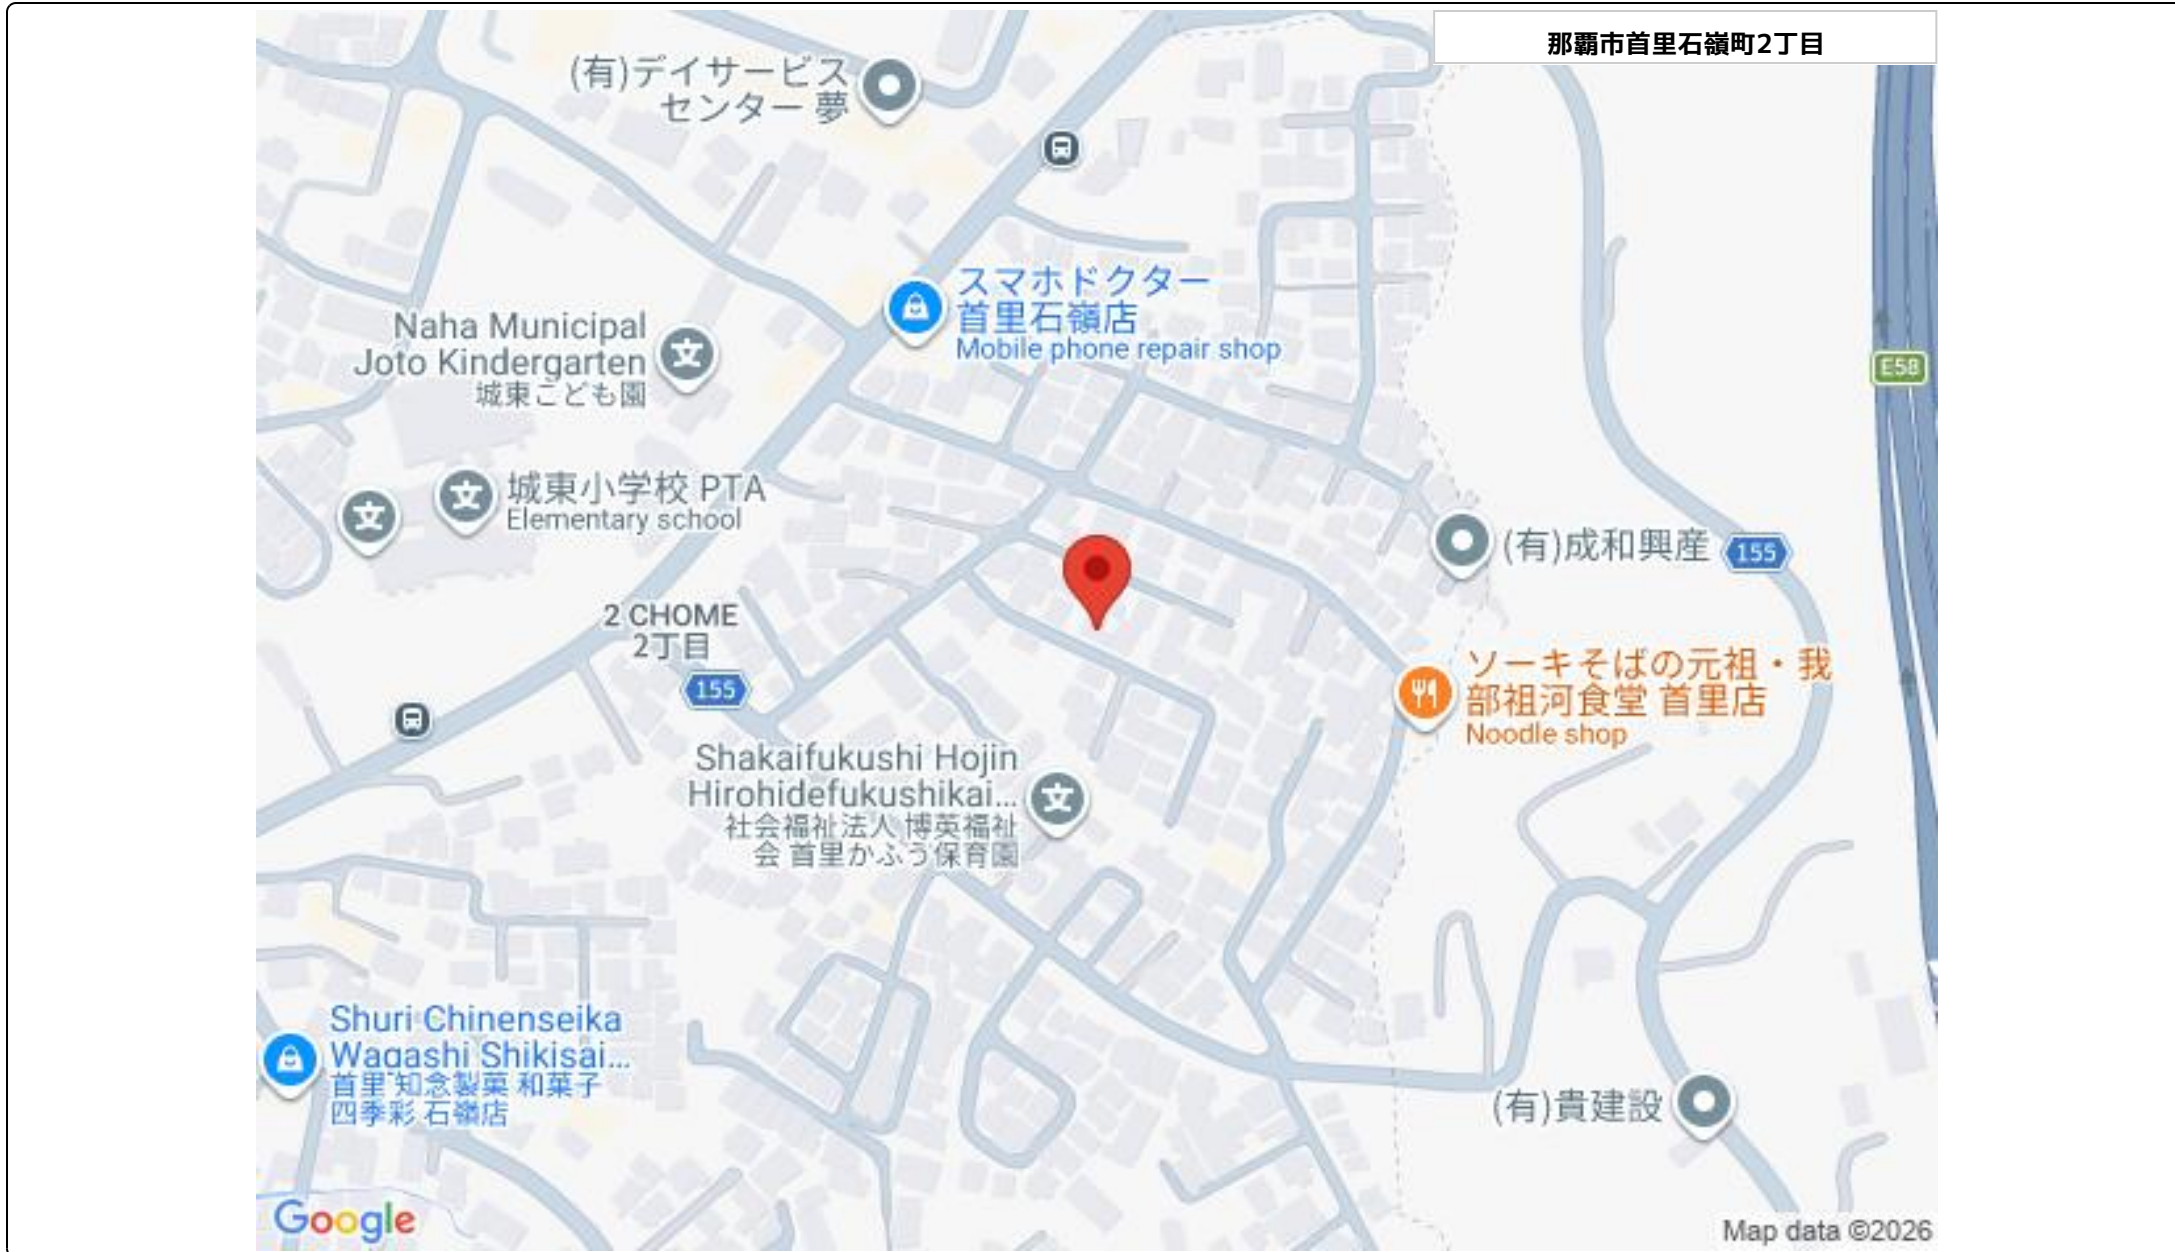 那覇市首里石嶺町2丁目
(有)デイサービス
センター 夢
スマホドクター
首里石嶺店
Mobile phone repair shop
Naha Municipal
Joto Kindergarten
城東こども園
E58
城東小学校 PTA
Elementary school
(有)成和興産
155
2 CHOME
2丁目
155
ソーキそばの元祖・我
部祖河食堂 首里店
Noodle shop
Shakaifukushi Hojin
Hirohidefukushikai...
社会福祉法人 博英福祉
会 首里かふう保育園
Shuri Chinenseika
Wagashi Shikisai...
首里 知念製菓 和菓子
四季彩 石嶺店
(有)貴建設
Google
Map data ©2026